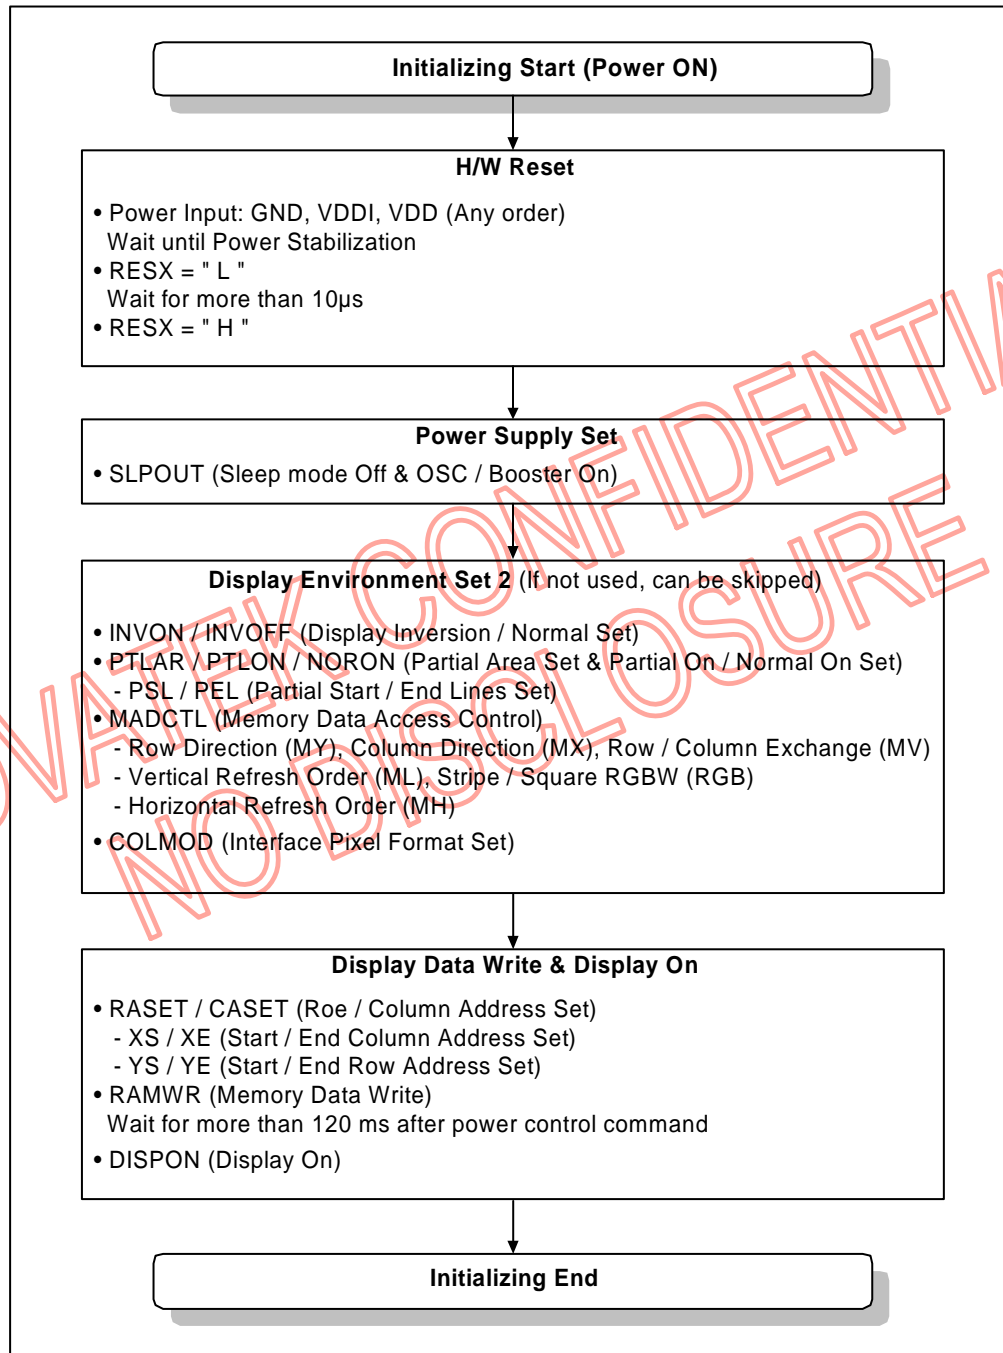 Initializing Start (Power ON)
H/W Reset
• Power Input: GND, VDDI, VDD (Any order)
Wait until Power Stabilization
• RESX = " L "
Wait for more than 10µs
• RESX = " H "
Power Supply Set
• SLPOUT (Sleep mode Off & OSC / Booster On)
Display Environment Set 2 (If not used, can be skipped)
• INVON / INVOFF (Display Inversion / Normal Set)
• PTLAR / PTLON / NORON (Partial Area Set & Partial On / Normal On Set)
- PSL / PEL (Partial Start / End Lines Set)
• MADCTL (Memory Data Access Control)
- Row Direction (MY), Column Direction (MX), Row / Column Exchange (MV)
- Vertical Refresh Order (ML), Stripe / Square RGBW (RGB)
- Horizontal Refresh Order (MH)
• COLMOD (Interface Pixel Format Set)
Display Data Write & Display On
• RASET / CASET (Roe / Column Address Set)
- XS / XE (Start / End Column Address Set)
- YS / YE (Start / End Row Address Set)
• RAMWR (Memory Data Write)
Wait for more than 120 ms after power control command
• DISPON (Display On)
Initializing End
OVATEK CONFIDENTIA
NO DISCLOSURE